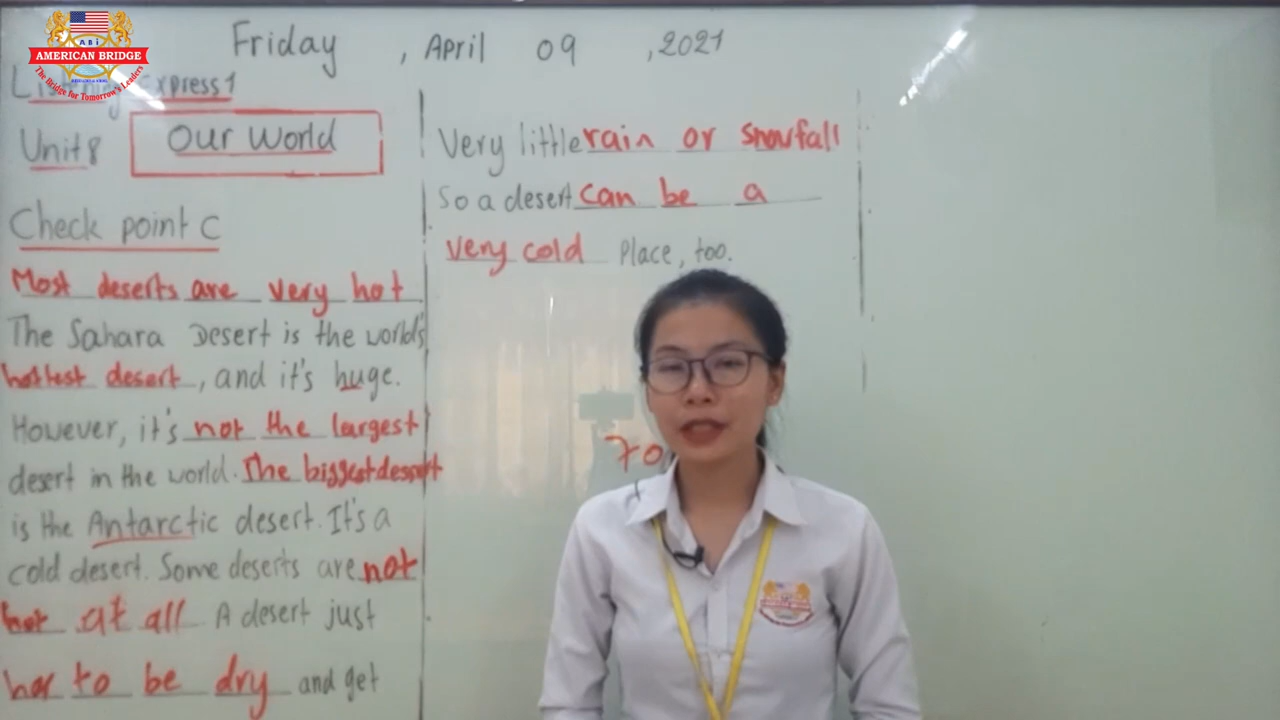 ABi
AMERICAN BRIDGE
The Bridge for Tomorrow's Leaders
Friday , April 09 , 2021
Express 1
Unit 8 Our World
Check point C
Most deserts are very hot
The Sahara Desert is the world's
hottest desert, and it's huge.
However, it's not the largest
desert in the world. The biggest desert
is the Antarctic desert. It's a
cold desert. Some deserts are not
hot at all A desert just
has to be dry and get
Very little rain or snowfall
So a desert can be a
very cold Place, too.
to